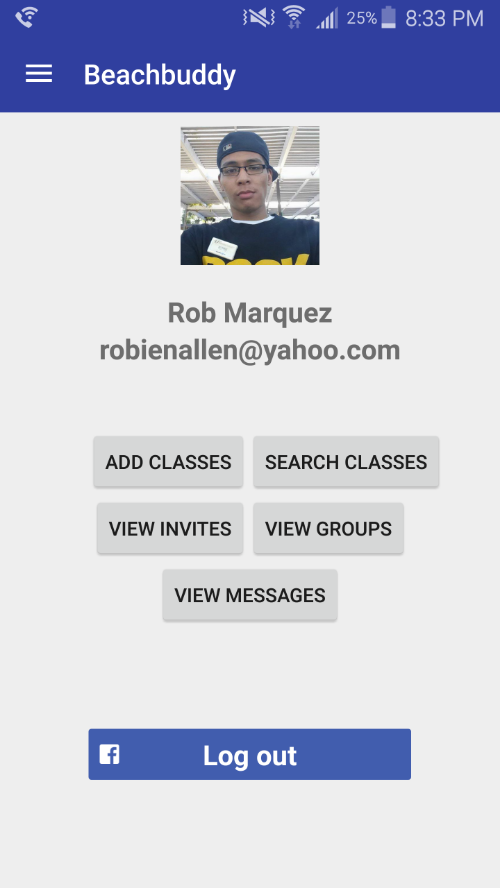 25% 8:33 PM
Beachbuddy
Rob Marquez
robienallen@yahoo.com
ADD CLASSES SEARCH CLASSES
VIEW INVITES VIEW GROUPS
VIEW MESSAGES
Log out